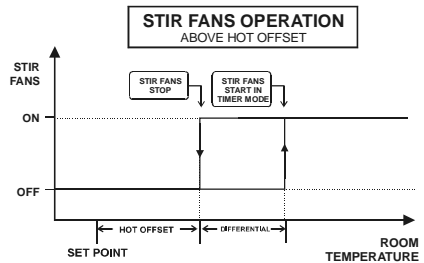 STIR FANS OPERATION
ABOVE HOT OFFSET
STIR
FANS
STIR FANS
STOP
STIR FANS
START IN
TIMER MODE
ON
OFF
HOT OFFSET
DIFFERENTIAL
SET POINT
ROOM
TEMPERATURE